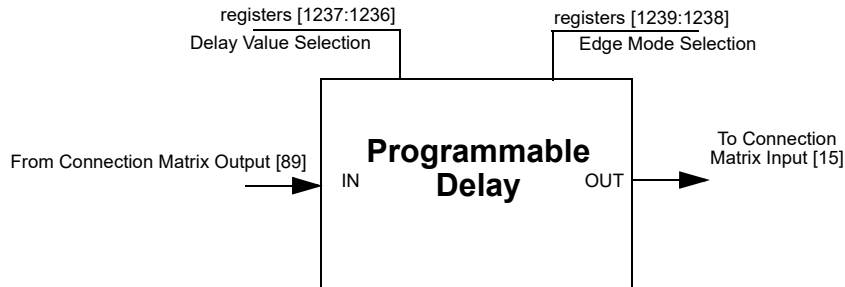 registers [1237:1236]
Delay Value Selection
registers [1239:1238]
Edge Mode Selection
From Connection Matrix Output [89]
IN
Programmable
Delay
OUT
To Connection
Matrix Input [15]